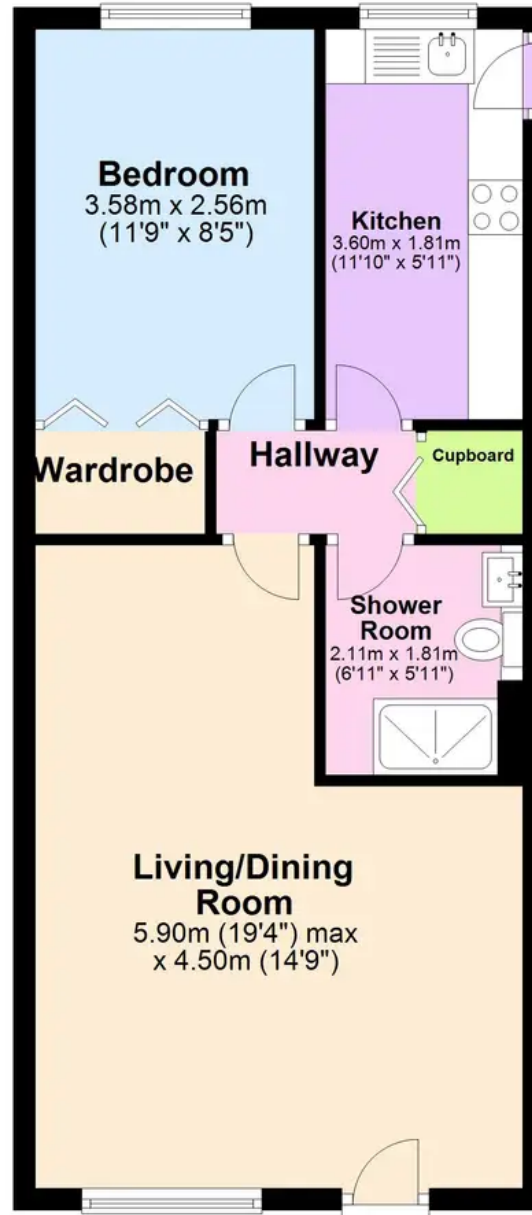 Bedroom
3.58m x 2.56m
(11'9" x 8'5")
Kitchen
3.60m x 1.81m
(11'10" x 5'11")
Wardrobe
Hallway
Cupboard
Shower
Room
2.11m x 1.81m
(6'11" x 5'11")
Living/Dining
Room
5.90m (19'4") max
x 4.50m (14'9")